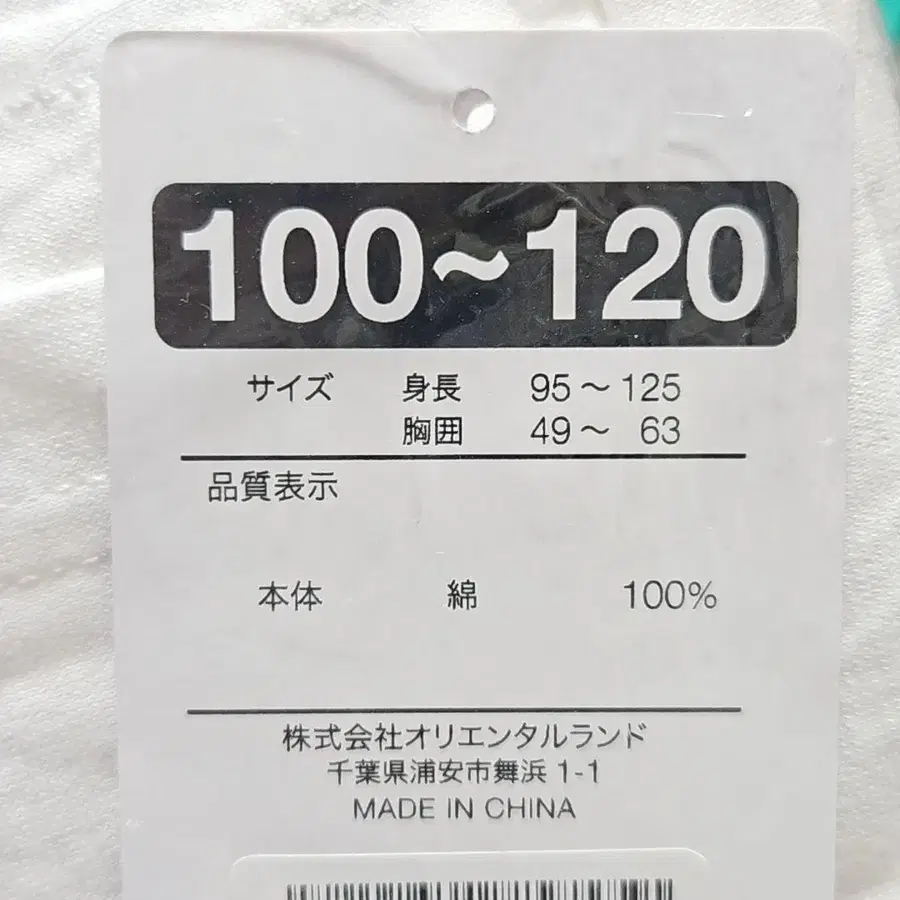 100~120
サイズ 身長 95～125
胸囲 49～ 63
品質表示
本体 綿 100%
株式会社オリエンタルランド
千葉県浦安市舞浜 1-1
MADE IN CHINA